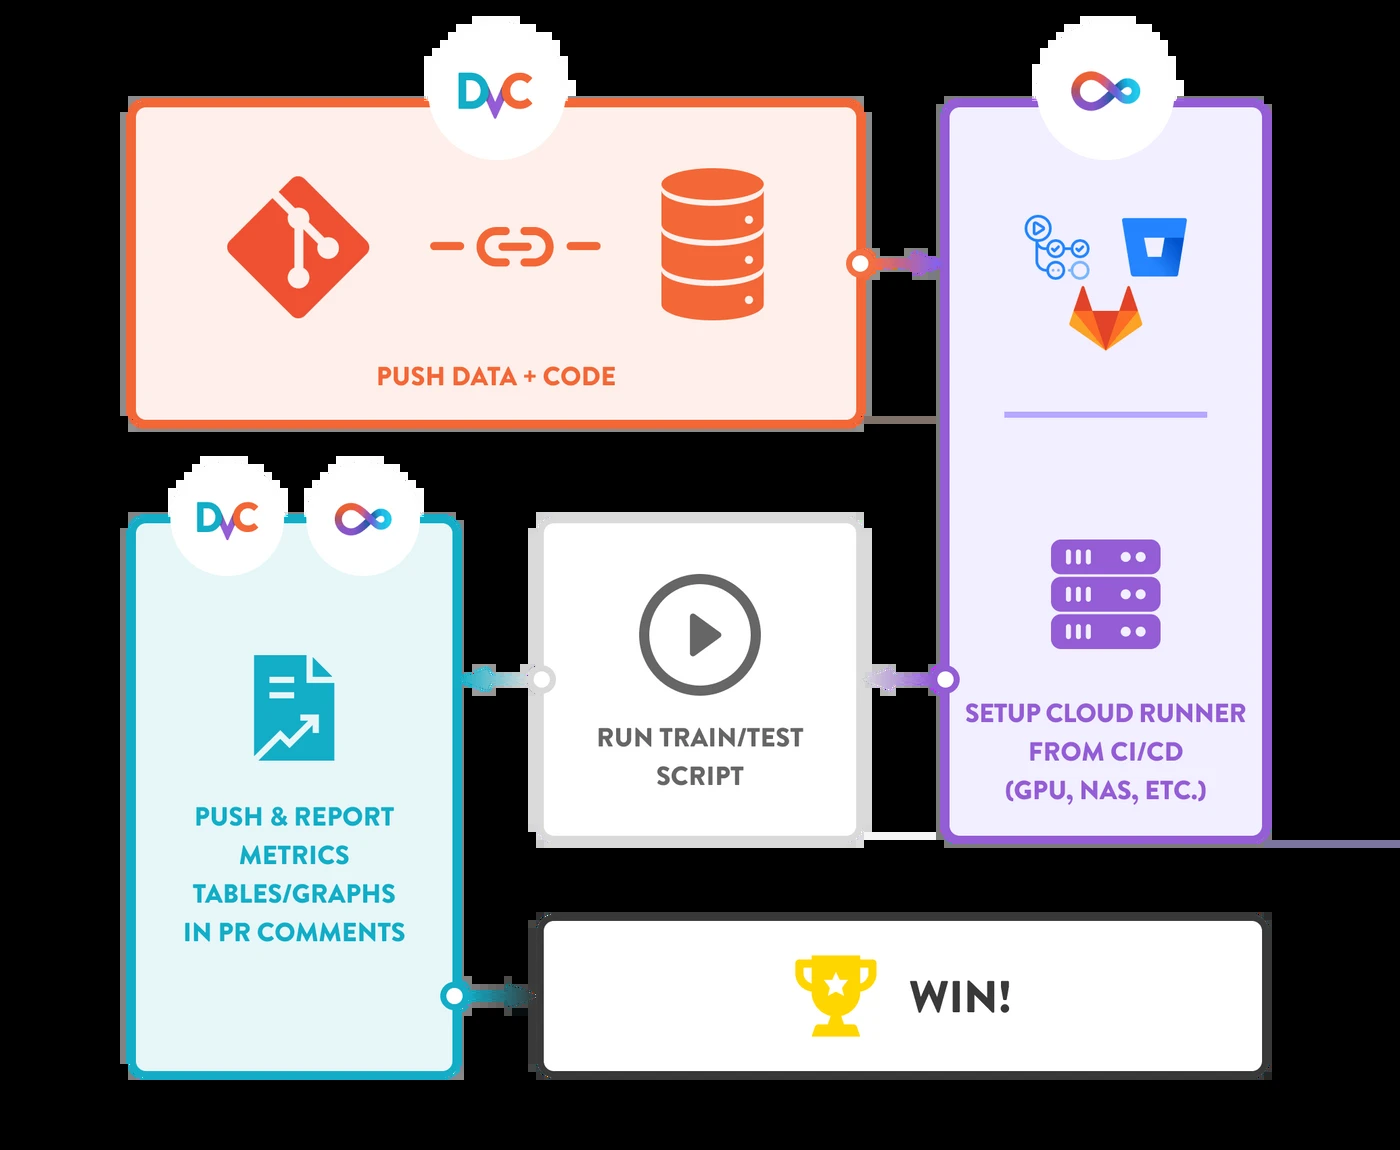 DVC
PUSH DATA + CODE
SETUP CLOUD RUNNER
FROM CI/CD
(GPU, NAS, ETC.)
RUN TRAIN/TEST
SCRIPT
DVC
PUSH & REPORT
METRICS
TABLES/GRAPHS
IN PR COMMENTS
WIN!